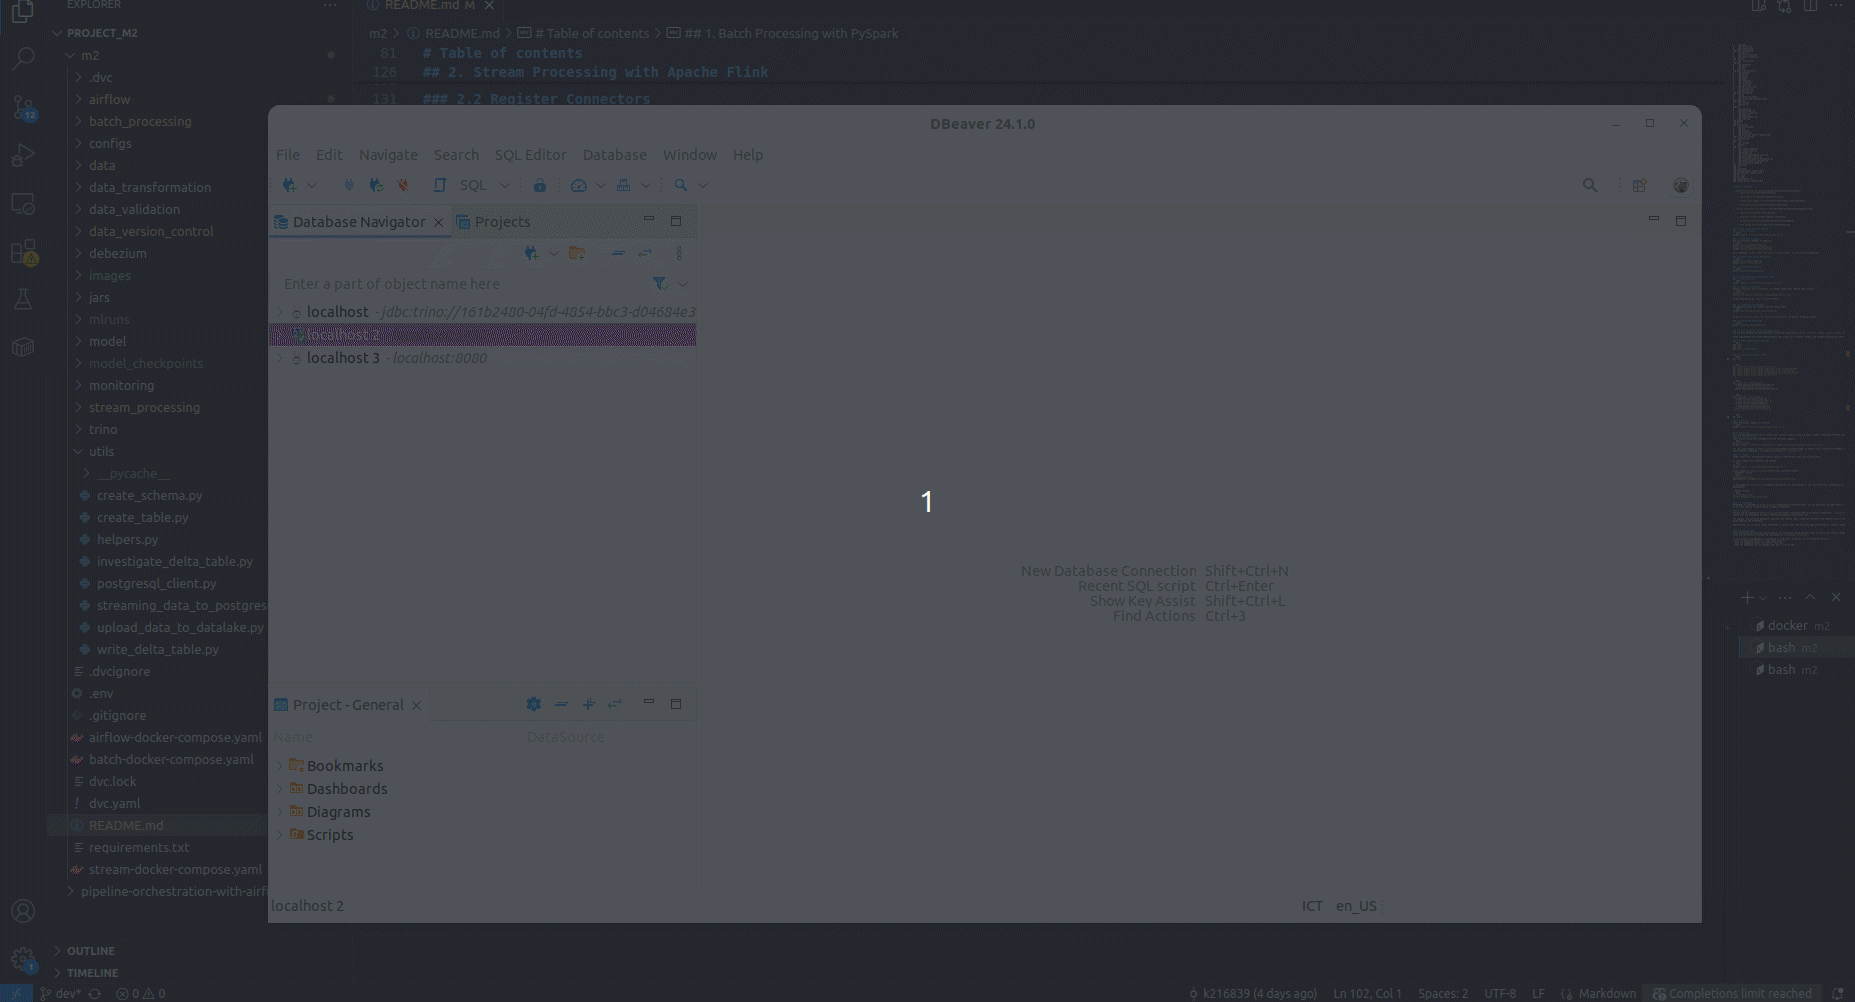 EXPLORER
README.md M
PROJECT_M2
m2
.dvc
airflow
batch_processing
configs
data
data_transformation
data_validation
data_version_control
debezium
images
jars
mlruns
model
model_checkpoints
monitoring
stream_processing
trino
utils
__pycache__
create_schema.py
create_table.py
helpers.py
investigate_delta_table.py
postgresql_client.py
streaming_data_to_postgres
upload_data_to_datalake.py
write_delta_table.py
.dvcignore
.env
.gitignore
airflow-docker-compose.yaml
batch-docker-compose.yaml
dvc.lock
dvc.yaml
README.md
requirements.txt
stream-docker-compose.yaml
pipeline-orchestration-with-airf
OUTLINE
TIMELINE
12
1
m2 > README.md > # Table of contents > ## 1. Batch Processing with PySpark
81 # Table of contents
126 ## 2. Stream Processing with Apache Flink
131 ### 2.2 Register Connectors
DBeaver 24.1.0
File Edit Navigate Search SQL Editor Database Window Help
SQL
Database Navigator
Projects
Enter a part of object name here
localhost - jdbc:trino://161b2480-04fd-4854-bbc3-d04684e3
localhost 2
localhost 3 - localhost:8080
1
New Database Connection Shift+Ctrl+N
Recent SQL script Ctrl+Enter
Show Key Assist Shift+Ctrl+L
Find Actions Ctrl+3
Project - General
Name DataSource
Bookmarks
Dashboards
Diagrams
Scripts
localhost 2
ICT en_US
docker m2
bash m2
bash m2
dev* 0 0
k216839 (4 days ago) Ln 102, Col 1 Spaces: 2 UTF-8 LF Markdown Completions limit reached